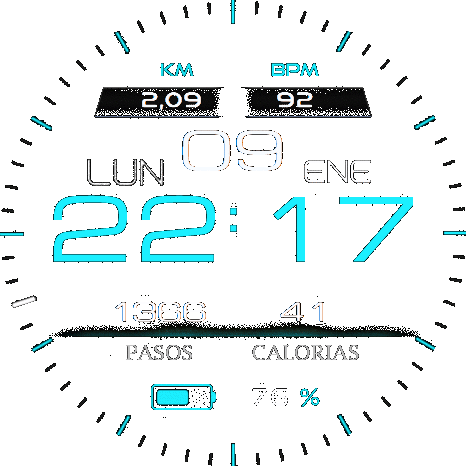 KM BPM
2,09 92
LUN 09 ENE
22:17
1366 41
PASOS CALORIAS
76 %